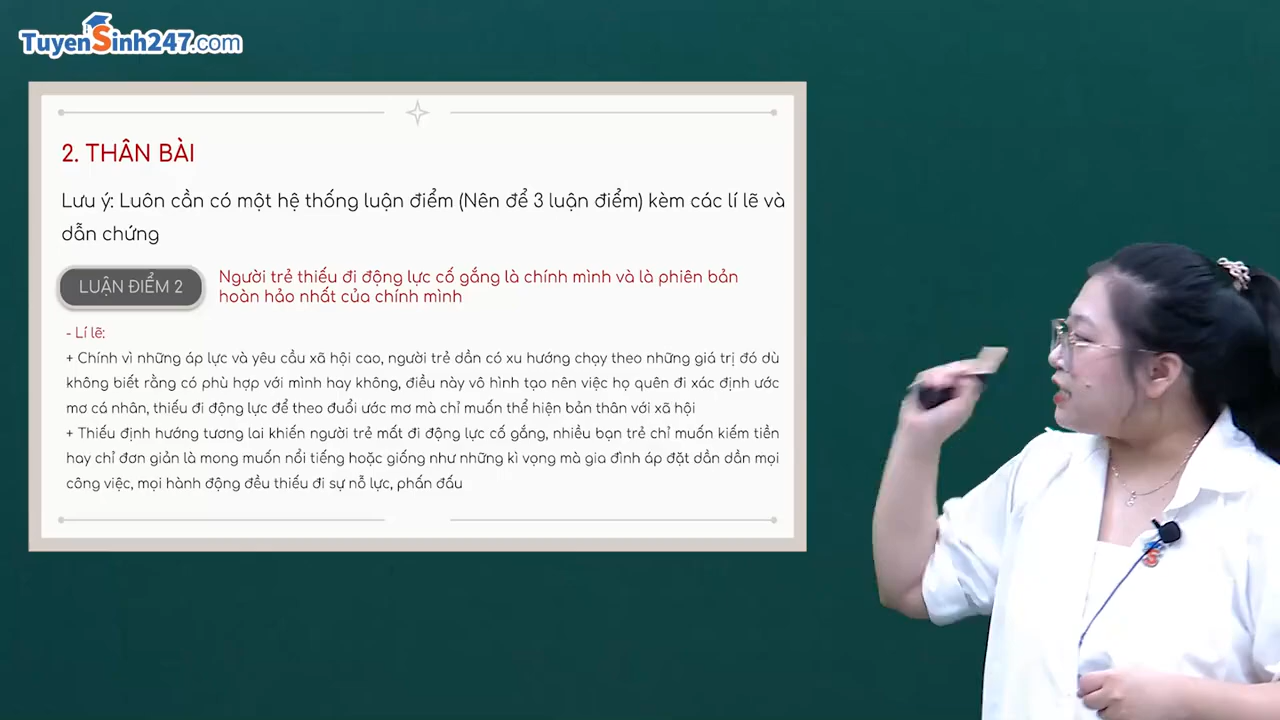 TuyenSinh247.com
2. THÂN BÀI
Lưu ý: Luôn cần có một hệ thống luận điểm (Nên để 3 luận điểm) kèm các lí lẽ và
dẫn chứng
LUẬN ĐIỂM 2
Người trẻ thiếu đi động lực cố gắng là chính mình và là phiên bản
hoàn hảo nhất của chính mình
- Lí lẽ:
+ Chính vì những áp lực và yêu cầu xã hội cao, người trẻ dần có xu hướng chạy theo những giá trị đó dù
không biết rằng có phù hợp với mình hay không, điều này vô hình tạo nên việc họ quên đi xác định ước
mơ cá nhân, thiếu đi động lực để theo đuổi ước mơ mà chỉ muốn thể hiện bản thân với xã hội
+ Thiếu định hướng tương lai khiến người trẻ mất đi động lực cố gắng, nhiều bạn trẻ chỉ muốn kiếm tiền
hay chỉ đơn giản là mong muốn nổi tiếng hoặc giống như những kì vọng mà gia đình áp đặt dần dần mọi
công việc, mọi hành động đều thiếu đi sự nỗ lực, phấn đấu